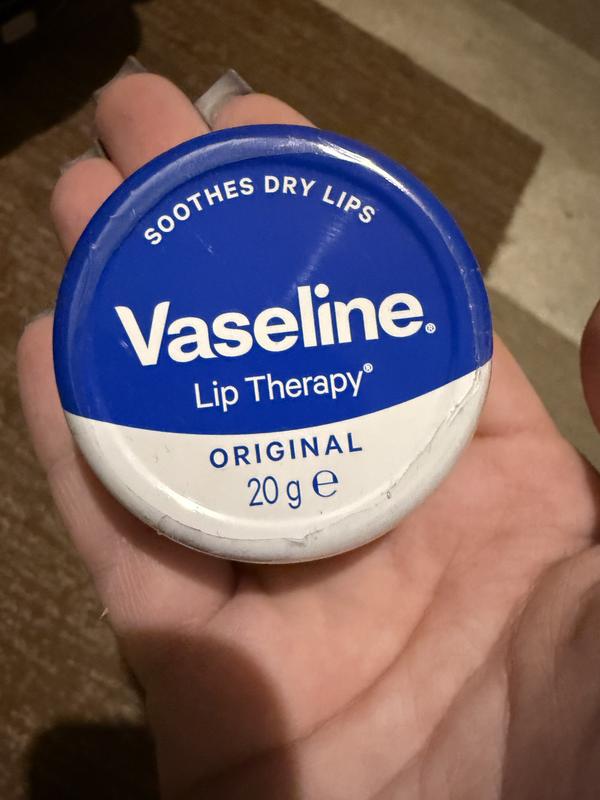 SOOTHES DRY LIPS
Vaseline®
Lip Therapy®
ORIGINAL
20 g ℮